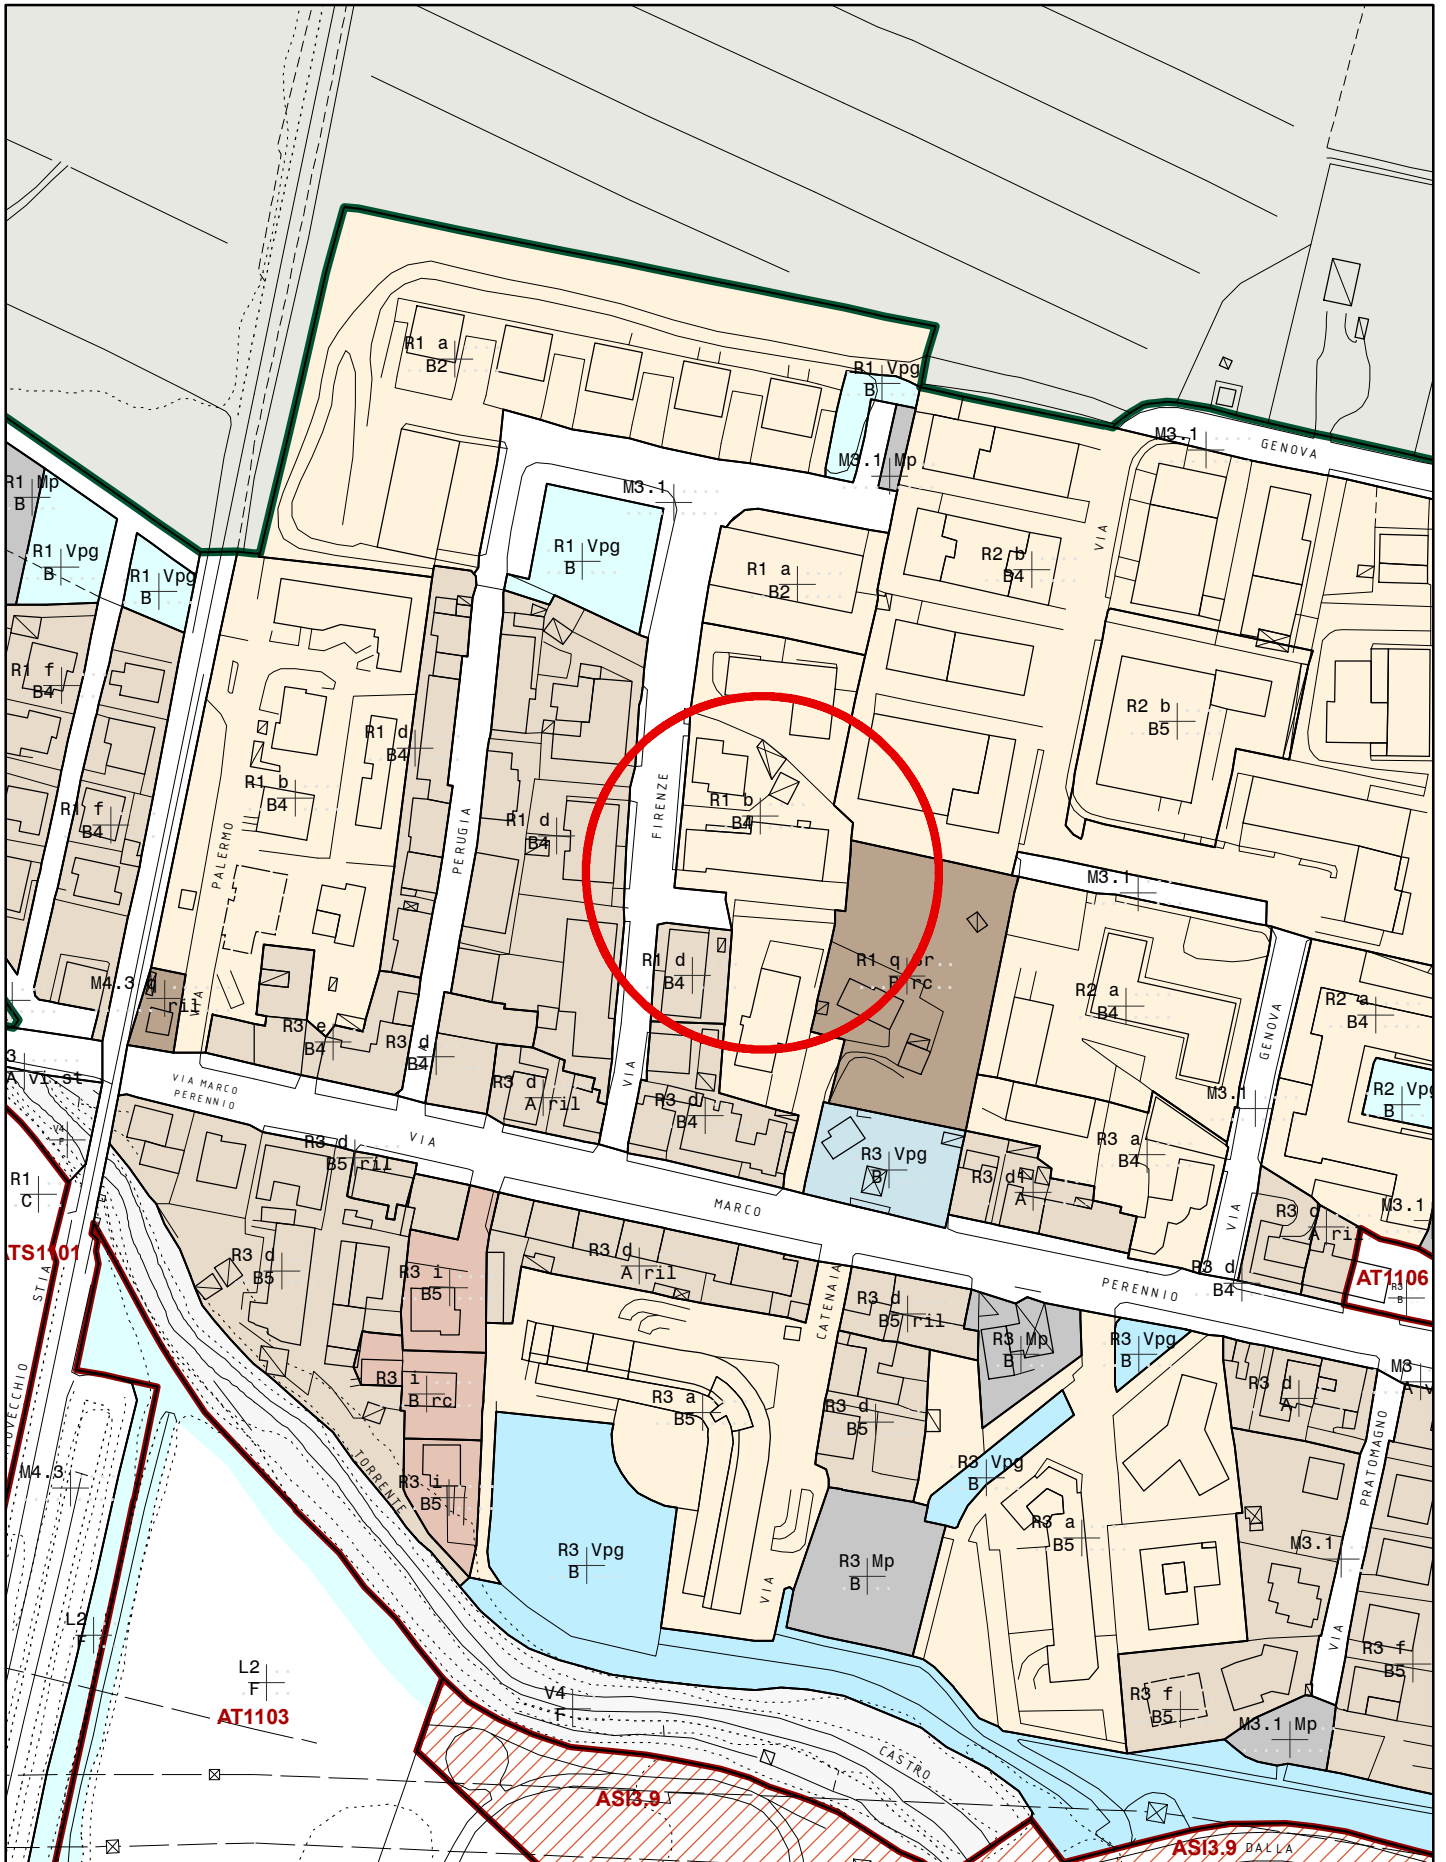 R1 a
B2
R1 Vpg
B
M3.1
GENOVA
M3.1 Mp
R1 Mp
B
M3.1
R1 Vpg
B
R1 Vpg
B
R1 Vpg
B
R1 a
B2
R2 b
B4
VIA
R1 f
B4
R2 b
B5
R1 d
B4
R1 b
B4
R1 f
B4
PALERMO
PERUGIA
R1 d
B4
FIRENZE
R1 b
B4
M3.1
R1 d
B4
R1 q
rc
R2 a
B4
R2 a
B4
M4.3
ril
VIA
R3 e
B4
R3 d
B4
GENOVA
A vi.st
VIA MARCO
PERENNIO
R3 d
A ril
VIA
R3 d
B4
M3.1
R2 Vpg
B
V4
F
VIA
R3 d
B5 ril
R3 Vpg
B
R3 a
B4
R3 d
A
R1
C
MARCO
VIA
M3.1
R3 d
A ril
R3 d
B5
R3 d
A ril
R3 i
B5
STIA
CATENAIA
R3 d
B5 ril
PERENNIO
R3 d
B4
AT1106
R3
B
R3 Mp
B
R3 Vpg
B
M3
R3 i
B rc
R3 a
B5
R3 d
B5
R3 d
A
PRATOMAGNO
M4.3
TORRENTE
R3 i
B5
R3 Vpg
B
R3 a
B5
R3 Vpg
B
R3 Mp
B
M3.1
VIA
L2
F
VIA
R3 f
B5
L2
F
AT1103
V4
F
R3 f
B5
M3.1 Mp
CASTRO
ASI3,9
ASI3.9
DALLA